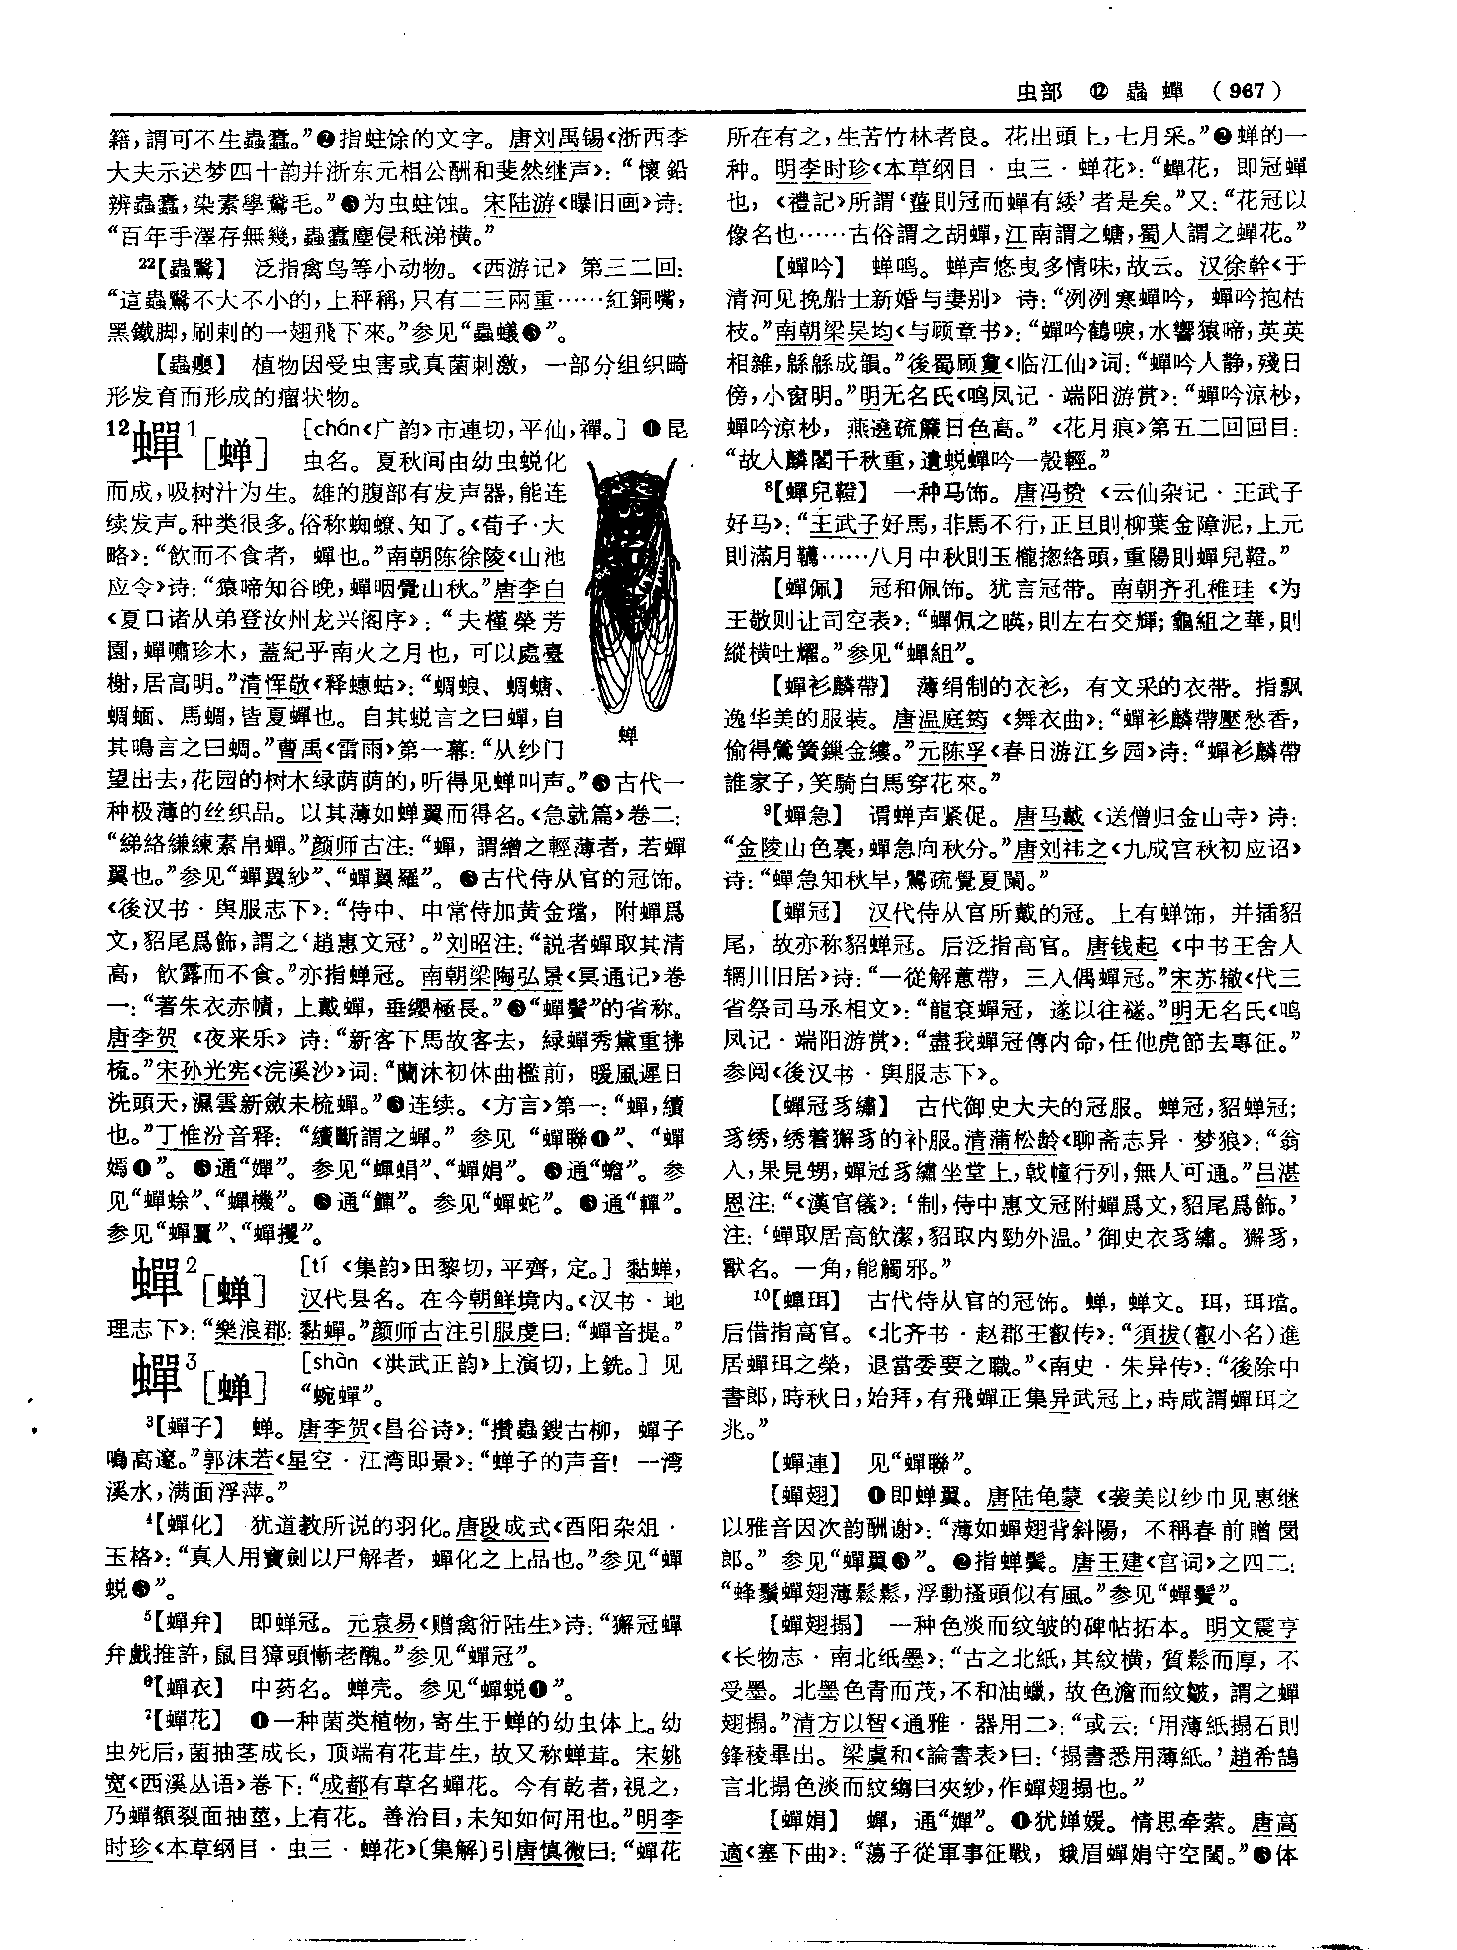 虫部 ⑫ 蟲蟬 (967)
籍，謂可不生蟲蠹。”❷指蛀馀的文字。唐刘禹锡《浙西李
大夫示述梦四十韵并浙东元相公酬和斐然继声》：“懷鉛
辨蟲蠹，染素學鵞毛。”❸为虫蛀蚀。宋陆游《曝旧画》诗：
“百年手澤存無幾，蟲蠹塵侵秖涕横。”
22【蟲鷖】 泛指禽鸟等小动物。《西游记》第三二回：
“這蟲鷖不大不小的，上秤稱，只有二三兩重……紅銅嘴，
黑鐵脚，刷剌的一翅飛下來。”参见“蟲蟻❸”。
【蟲癭】 植物因受虫害或真菌刺激，一部分组织畸
形发育而形成的瘤状物。
12蟬1［蝉］ ［chán《广韵》市連切，平仙，禪。］❶昆
虫名。夏秋间由幼虫蜕化
而成，吸树汁为生。雄的腹部有发声器，能连
续发声。种类很多。俗称蜘蟟、知了。《荀子·大
略》：“飲而不食者，蟬也。”南朝陈徐陵《山池
应令》诗：“猿啼知谷晚，蟬咽覺山秋。”唐李白
《夏口诸从弟登汝州龙兴阁序》：“夫槿榮芳
園，蟬嘯珍木，蓋紀乎南火之月也，可以處臺
榭，居高明。”清恽敬《释蟪蛄》：“蜩蜋、蜩螗、
蜩蝒、馬蜩，皆夏蟬也。自其蜕言之曰蟬，自
其鳴言之曰蜩。”曹禺《雷雨》第一幕：“从纱门
蝉
望出去，花园的树木绿荫荫的，听得见蝉叫声。”❷古代一
种极薄的丝织品。以其薄如蝉翼而得名。《急就篇》卷二：
“綈絡縑練素帛蟬。”颜师古注：“蟬，謂繒之輕薄者，若蟬
翼也。”参见“蟬翼紗”、“蟬翼羅”。❸古代侍从官的冠饰。
《後汉书·舆服志下》：“侍中、中常侍加黄金璫，附蟬爲
文，貂尾爲飾，謂之‘趙惠文冠’。”刘昭注：“説者蟬取其清
高，飲露而不食。”亦指蝉冠。南朝梁陶弘景《冥通记》卷
一：“著朱衣赤幘，上戴蟬，垂纓極長。”❹“蟬鬢”的省称。
唐李贺《夜来乐》诗：“新客下馬故客去，緑蟬秀黛重拂
梳。”宋孙光宪《浣溪沙》词：“蘭沐初休曲檻前，暖風遲日
洗頭天，濕雲新斂未梳蟬。”❺连续。《方言》第一：“蟬，續
也。”丁惟汾音释：“續斷謂之蟬。”参见“蟬聯❶”、“蟬
嫣❶”。❻通“嬋”。参见“蟬蜎”、“蟬娟”。❼通“蟾”。参
见“蟬蜍”、“蟬機”。❽通“鱓”。参见“蟬蛇”。❾通“韗”。
参见“蟬䍐”、“蟬攫”。
蟬2［蝉］ ［tí《集韵》田黎切，平齊，定。］黏蝉，
汉代县名。在今朝鲜境内。《汉书·地
理志下》：“樂浪郡：黏蟬。”颜师古注引服虔曰：“蟬音提。”
蟬3［蝉］ ［shàn《洪武正韵》上演切，上銑。］见
“蜿蟬”。
3【蟬子】 蝉。唐李贺《昌谷诗》：“攢蟲鎪古柳，蟬子
鳴高邃。”郭沫若《星空·江湾即景》：“蝉子的声音！一湾
溪水，满面浮萍。”
4【蟬化】 犹道教所说的羽化。唐段成式《酉阳杂俎·
玉格》：“真人用寶劍以尸解者，蟬化之上品也。”参见“蟬
蜕❸”。
5【蟬弁】 即蝉冠。元袁易《赠禽衍陆生》诗：“獬冠蟬
弁戲推許，鼠目獐頭慚老醜。”参见“蟬冠”。
6【蟬衣】 中药名。蝉壳。参见“蟬蜕❶”。
7【蟬花】 ❶一种菌类植物，寄生于蝉的幼虫体上。幼
虫死后，菌抽茎成长，顶端有花茸生，故又称蝉茸。宋姚
宽《西溪丛语》卷下：“成都有草名蟬花。今有乾者，視之，
乃蟬額裂面抽莖，上有花。善治目，未知如何用也。”明李
时珍《本草纲目·虫三·蝉花》〔集解〕引唐慎微曰：“蟬花
所在有之，生苦竹林者良。花出頭上，七月采。”❷蝉的一
种。明李时珍《本草纲目·虫三·蝉花》：“蟬花，即冠蟬
也，《禮記》所謂‘蠶則冠而蟬有緌’者是矣。”又：“花冠以
像名也……古俗謂之胡蟬，江南謂之螗，蜀人謂之蟬花。”
【蟬吟】 蝉鸣。蝉声悠曳多情味，故云。汉徐幹《于
清河见挽船士新婚与妻别》诗：“冽冽寒蟬吟，蟬吟抱枯
枝。”南朝梁吴均《与顾章书》：“蟬吟鶴唳，水響猿啼，英英
相雜，緜緜成韻。”後蜀顾敻《临江仙》词：“蟬吟人静，殘日
傍，小窗明。”明无名氏《鸣凤记·端阳游赏》：“蟬吟涼杪，
蟬吟涼杪，燕遶疏簾日色高。”《花月痕》第五二回回目：
“故人麟閣千秋重，遺蜕蟬吟一殼輕。”
8【蟬兒鞚】 一种马饰。唐冯贽《云仙杂记·王武子
好马》：“王武子好馬，非馬不行，正旦則柳葉金障泥，上元
則滿月韉……八月中秋則玉櫳揔絡頭，重陽則蟬兒鞚。”
【蟬佩】 冠和佩饰。犹言冠带。南朝齐孔稚珪《为
王敬则让司空表》：“蟬佩之暎，則左右交輝；龜組之華，則
縱横吐耀。”参见“蟬組”。
【蟬衫麟帶】 薄绢制的衣衫，有文采的衣带。指飘
逸华美的服装。唐温庭筠《舞衣曲》：“蟬衫麟帶壓愁香，
偷得鶯簧鏁金縷。”元陈孚《春日游江乡园》诗：“蟬衫麟帶
誰家子，笑騎白馬穿花來。”
9【蟬急】 谓蝉声紧促。唐马戴《送僧归金山寺》诗：
“金陵山色裏，蟬急向秋分。”唐刘祎之《九成宫秋初应诏》
诗：“蟬急知秋早，鶯疏覺夏闌。”
【蟬冠】 汉代侍从官所戴的冠。上有蝉饰，并插貂
尾，故亦称貂蝉冠。后泛指高官。唐钱起《中书王舍人
辋川旧居》诗：“一從解蕙帶，三入偶蟬冠。”宋苏辙《代三
省祭司马丞相文》：“龍衮蟬冠，遂以往襚。”明无名氏《鸣
凤记·端阳游赏》：“盡我蟬冠傳内命，任他虎節去專征。”
参阅《後汉书·舆服志下》。
【蟬冠豸繡】 古代御史大夫的冠服。蝉冠，貂蝉冠；
豸绣，绣着獬豸的补服。清蒲松龄《聊斋志异·梦狼》：“翁
入，果見甥，蟬冠豸繡坐堂上，戟幢行列，無人可通。”吕湛
恩注：“《漢官儀》：‘制，侍中惠文冠附蟬爲文，貂尾爲飾。’
注：‘蟬取居高飲潔，貂取内勁外温。’御史衣豸繡。獬豸，
獸名。一角，能觸邪。”
10【蟬珥】 古代侍从官的冠饰。蝉，蝉文。珥，珥珰。
后借指高官。《北齐书·赵郡王叡传》：“須拔(叡小名)進
居蟬珥之榮，退當委要之職。”《南史·朱异传》：“後除中
書郎，時秋日，始拜，有飛蟬正集异武冠上，時咸謂蟬珥之
兆。”
【蟬連】 见“蟬聯”。
【蟬翅】 ❶即蝉翼。唐陆龟蒙《袭美以纱巾见惠继
以雅音因次韵酬谢》：“薄如蟬翅背斜陽，不稱春前贈罔
郎。”参见“蟬翼❸”。❷指蝉鬓。唐王建《宫词》之四二：
“蜂鬚蟬翅薄鬆鬆，浮動搔頭似有風。”参见“蟬鬢”。
【蟬翅搨】 一种色淡而纹皱的碑帖拓本。明文震亨
《长物志·南北纸墨》：“古之北紙，其紋横，質鬆而厚，不
受墨。北墨色青而茂，不和油蠟，故色澹而紋皺，謂之蟬
翅搨。”清方以智《通雅·器用二》：“或云：‘用薄紙搨石則
鋒稜畢出。梁虞和《論書表》曰：‘搨書悉用薄紙。’趙希鵠
言北搨色淡而紋縐曰夾紗，作蟬翅搨也。”
【蟬娟】 蟬，通“嬋”。❶犹婵媛。情思牵萦。唐高
適《塞下曲》：“蕩子從軍事征戰，蛾眉蟬娟守空閨。”❷体